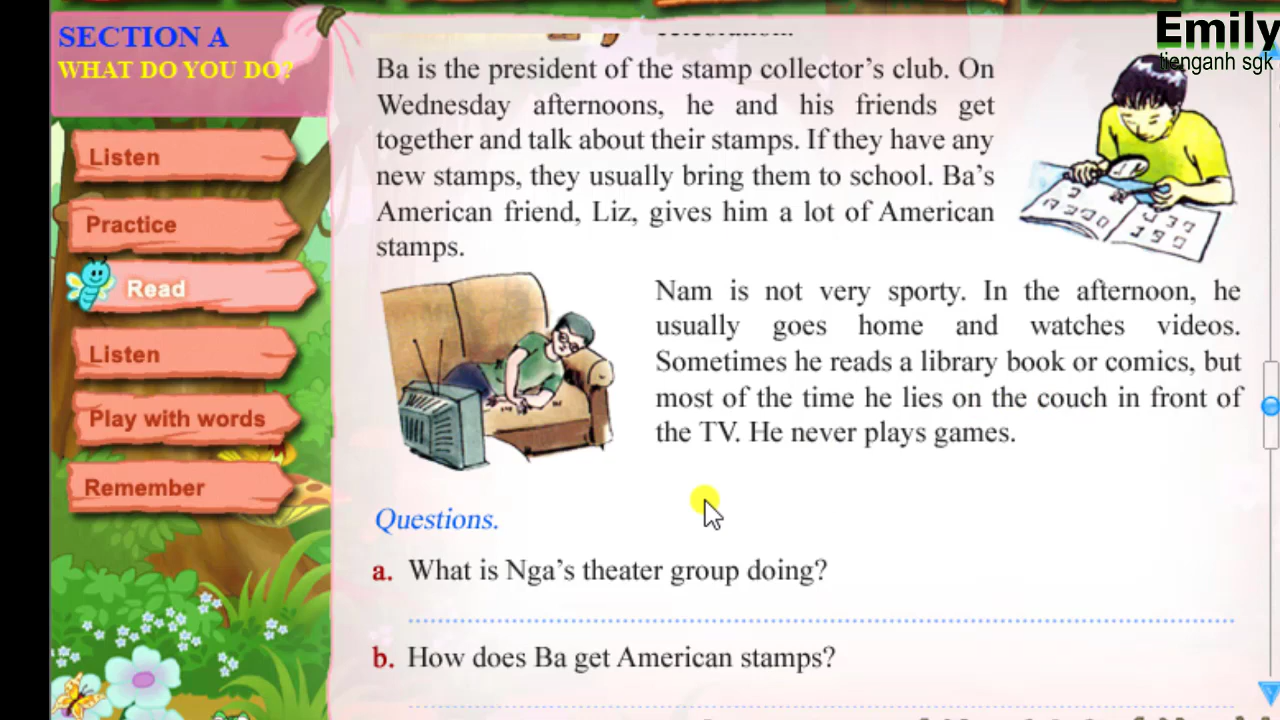 SECTION A
WHAT DO YOU DO?
Listen
Practice
Read
Listen
Play with words
Remember
Emily
tienganh sgk
celebration.
Ba is the president of the stamp collector's club. On
Wednesday afternoons, he and his friends get
together and talk about their stamps. If they have any
new stamps, they usually bring them to school. Ba's
American friend, Liz, gives him a lot of American
stamps.
Nam is not very sporty. In the afternoon, he
usually goes home and watches videos.
Sometimes he reads a library book or comics, but
most of the time he lies on the couch in front of
the TV. He never plays games.
Questions.
a. What is Nga's theater group doing?
b. How does Ba get American stamps?